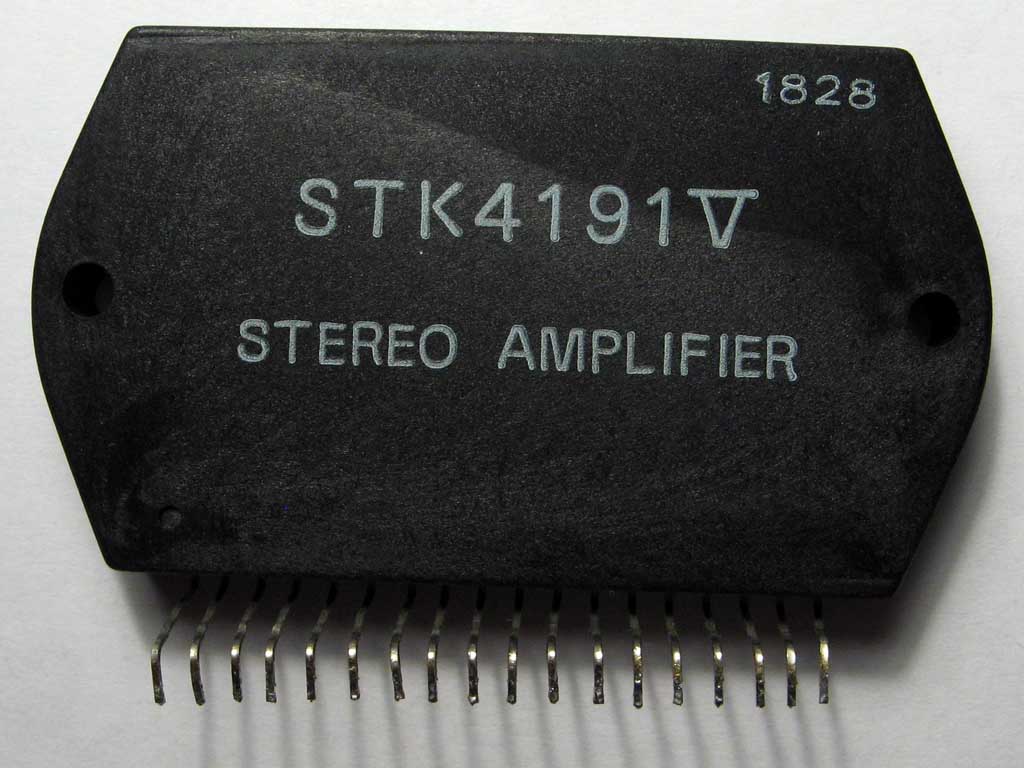 1828
STK4191V
STEREO AMPLIFIER